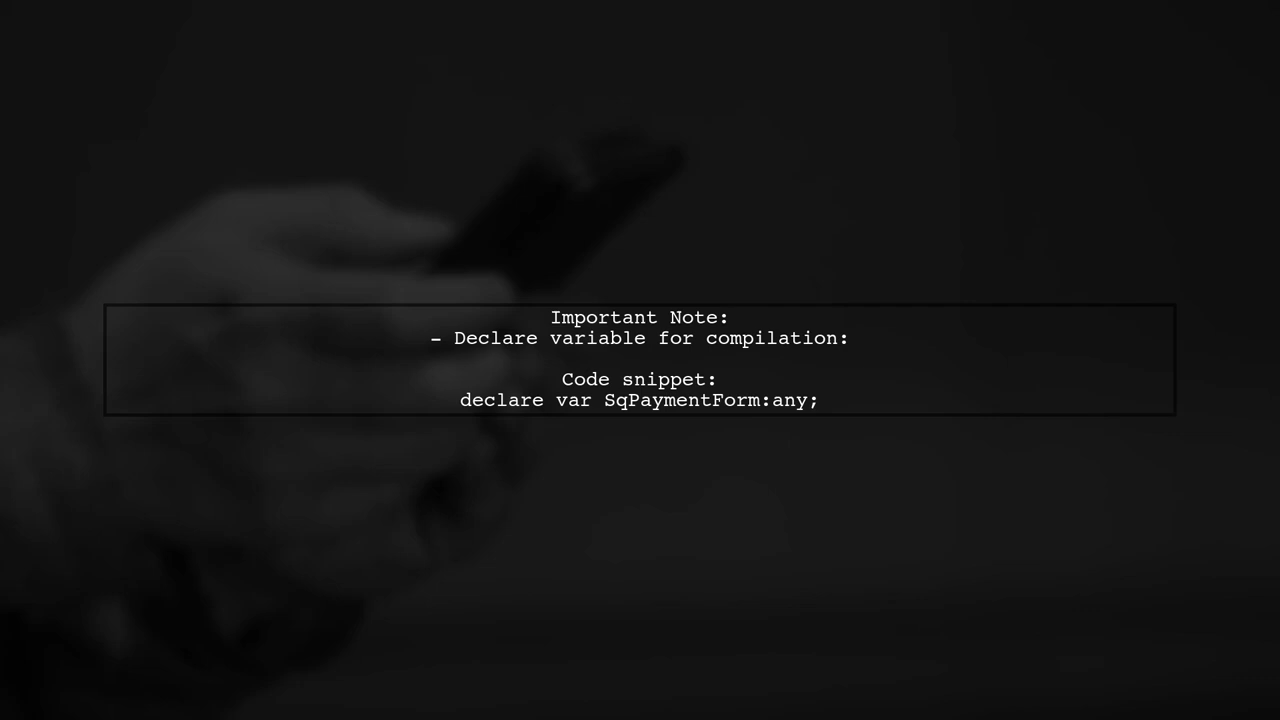 Important Note:
– Declare variable for compilation:
Code snippet:
declare var SqPaymentForm:any;